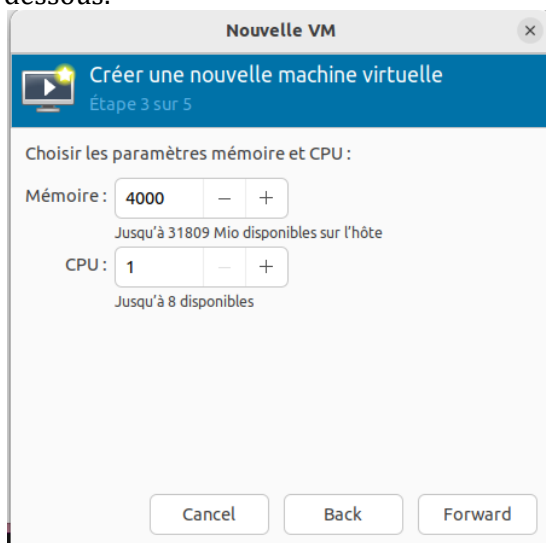 dessous.
Nouvelle VM
Créer une nouvelle machine virtuelle
Étape 3 sur 5
Choisir les paramètres mémoire et CPU :
Mémoire : 4000 − +
Jusqu'à 31809 Mio disponibles sur l'hôte
CPU : 1 − +
Jusqu'à 8 disponibles
Cancel Back Forward